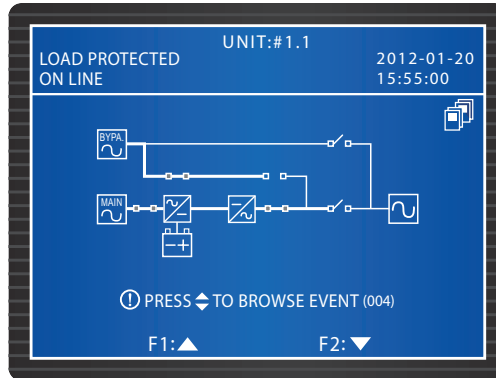 UNIT:#1.1
LOAD PROTECTED
ON LINE
2012-01-20
15:55:00
BYPA.
MAIN
PRESS TO BROWSE EVENT (004)
F1:
F2: